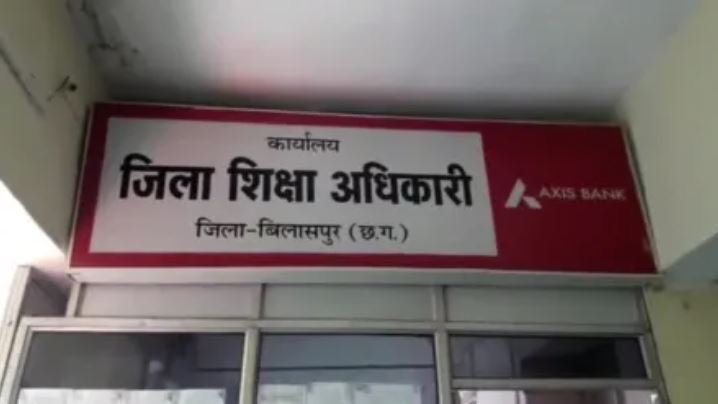 कार्यालय
जिला शिक्षा अधिकारी
जिला-बिलासपुर (छ.ग.)
AXIS BANK